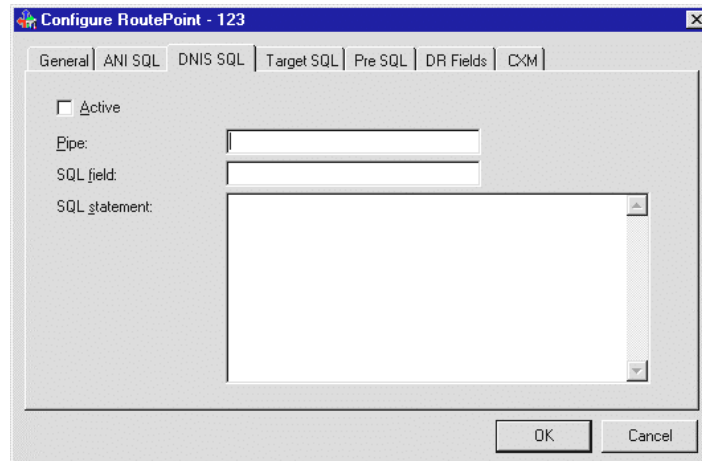 Configure RoutePoint - 123
General ANI SQL DNIS SQL Target SQL Pre SQL DR Fields CXM
Active
Pipe:
SQL field:
SQL statement:
OK Cancel